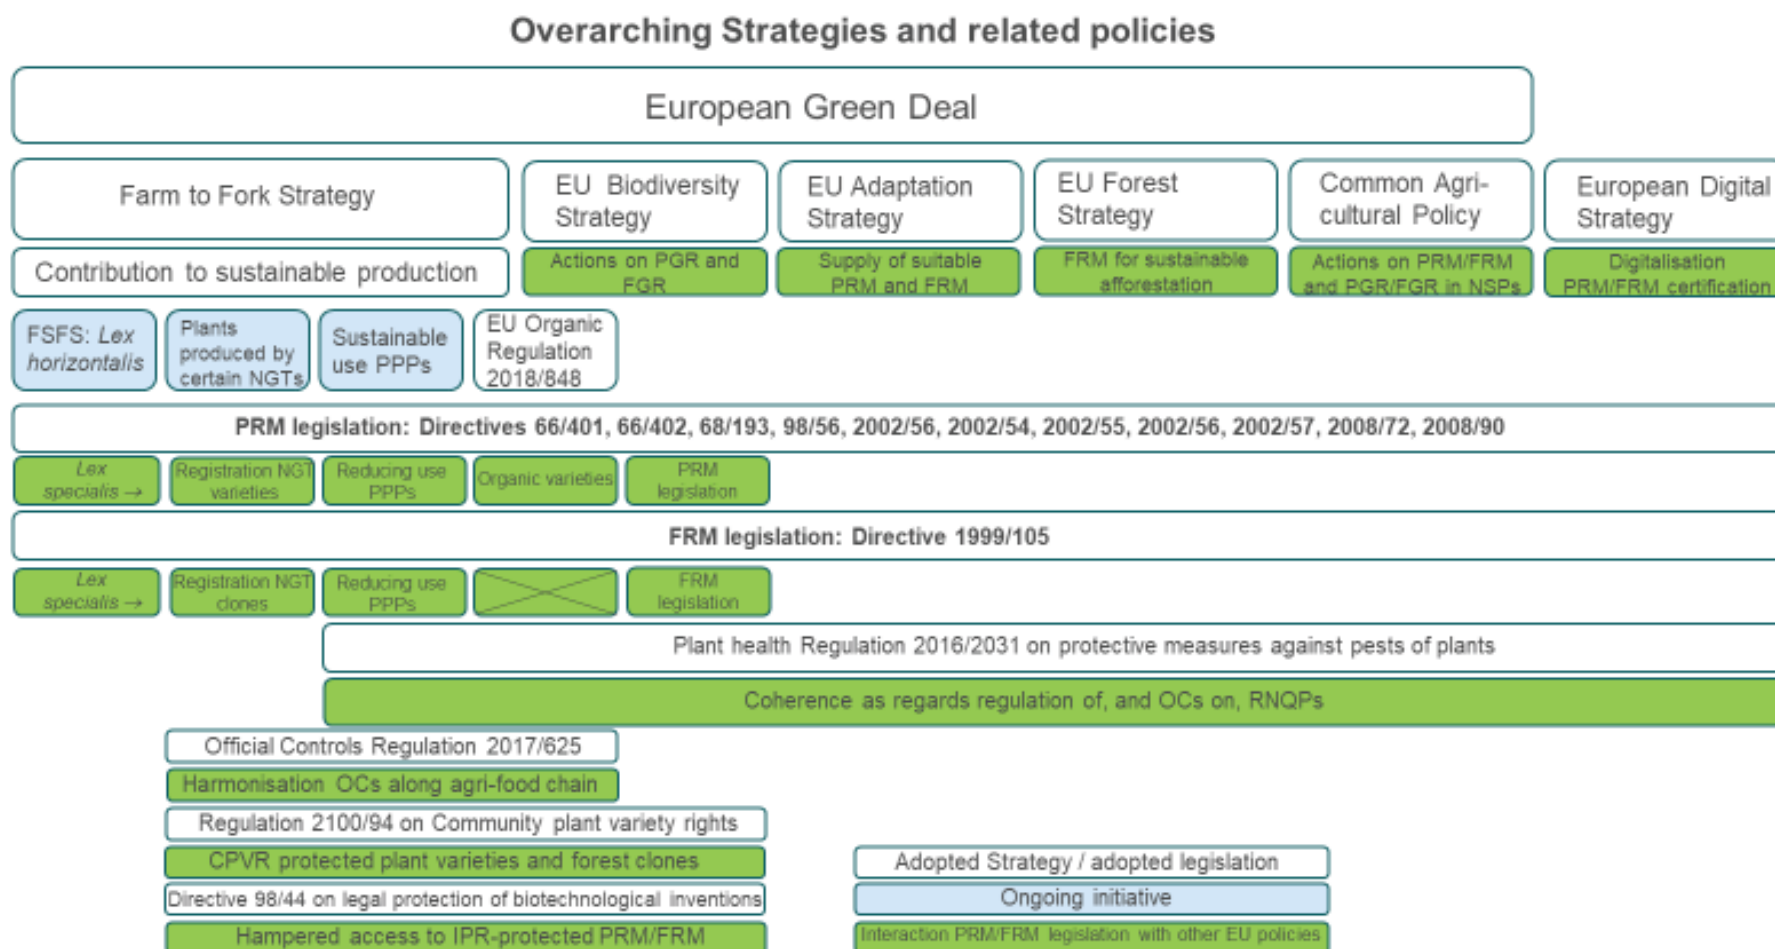 Overarching Strategies and related policies
European Green Deal
Farm to Fork Strategy
EU Biodiversity
Strategy
EU Adaptation
Strategy
EU Forest
Strategy
Common Agri-
cultural Policy
European Digital
Strategy
Contribution to sustainable production
Actions on PGR and
FGR
Supply of suitable
PRM and FRM
FRM for sustainable
afforestation
Actions on PRM/FRM
and PGR/FGR in NSPs
Digitalisation
PRM/FRM certification
FSFS: Lex
horizontalis
Plants
produced by
certain NGTs
Sustainable
use PPPs
EU Organic
Regulation
2018/848
PRM legislation: Directives 66/401, 66/402, 68/193, 98/56, 2002/56, 2002/54, 2002/55, 2002/56, 2002/57, 2008/72, 2008/90
Lex
specialis →
Registration NGT
varieties
Reducing use
PPPs
Organic varieties
PRM
legislation
FRM legislation: Directive 1999/105
Lex
specialis →
Registration NGT
clones
Reducing use
PPPs
FRM
legislation
Plant health Regulation 2016/2031 on protective measures against pests of plants
Coherence as regards regulation of, and OCs on, RNQPs
Official Controls Regulation 2017/625
Harmonisation OCs along agri-food chain
Regulation 2100/94 on Community plant variety rights
CPVR protected plant varieties and forest clones
Directive 98/44 on legal protection of biotechnological inventions
Hampered access to IPR-protected PRM/FRM
Adopted Strategy / adopted legislation
Ongoing initiative
Interaction PRM/FRM legislation with other EU policies